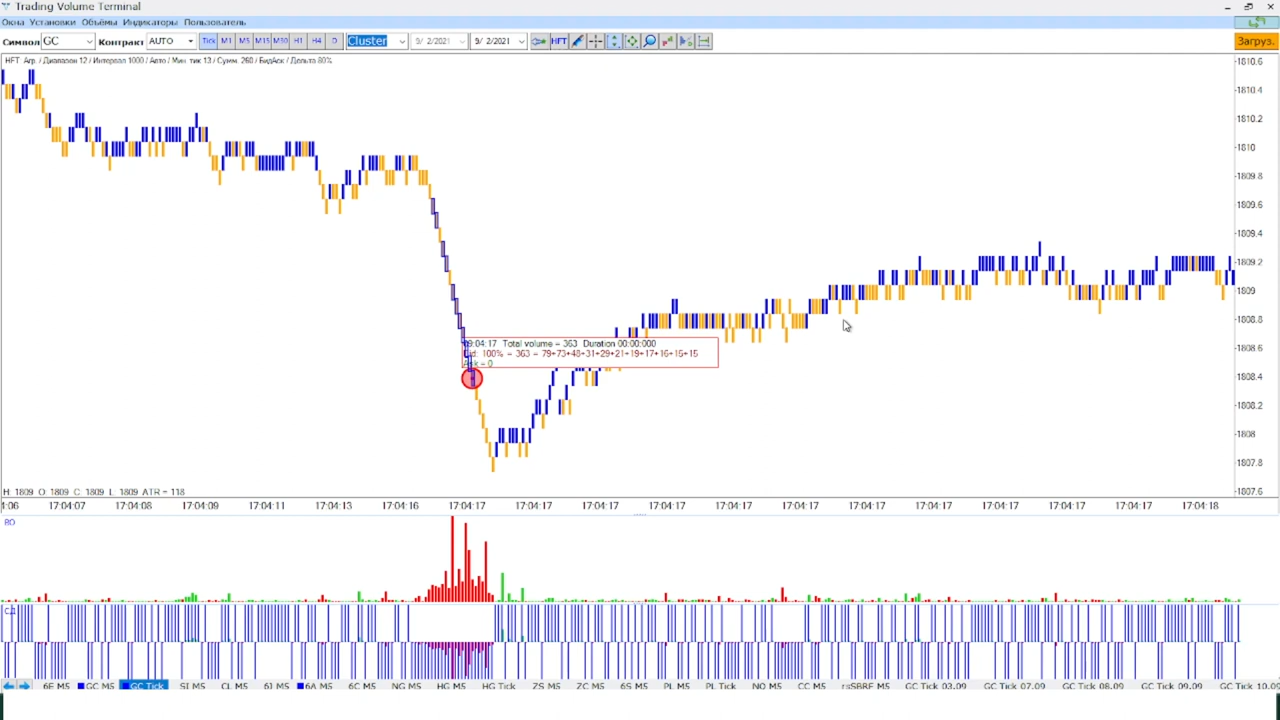 Trading Volume Terminal
Окна Установки Объёмы Индикаторы Пользователь
Символ GC Контракт AUTO Tick M1 M5 M15 M30 H1 H4 D Cluster 9/ 2/2021 9/ 2/2021 HFT Загруз.
HFT Агр. / Диапазон 12 / Интервал 1000 / Авто / Мин. тик 13 / Сумм. 260 / БидАск / Дельта 80%
1810.6
1810.4
1810.2
1810
1809.8
1809.6
1809.4
1809.2
1809
1808.8
1808.6
1808.4
1808.2
1808
1807.8
1807.6
Total volume = 363 Duration 00:00:000
100% = 363 = 79+73+48+31+29+21+19+17+16+15+15
H: 1809 O: 1809 C: 1809 L: 1809 ATR = 118
17:04:07 17:04:08 17:04:09 17:04:11 17:04:13 17:04:16 17:04:17 17:04:17 17:04:17 17:04:17 17:04:17 17:04:17 17:04:17 17:04:17 17:04:17 17:04:17 17:04:17 17:04:18
ВО
СД
6E M5 GC M5 GC Tick SI M5 CL M5 6J M5 6A M5 6C M5 NG M5 HG M5 HG Tick ZS M5 ZC M5 6S M5 PL M5 PL Tick NQ M5 CC M5 rsSBRF M5 GC Tick 03.09 GC Tick 07.09 GC Tick 08.09 GC Tick 09.09 GC Tick 10.09